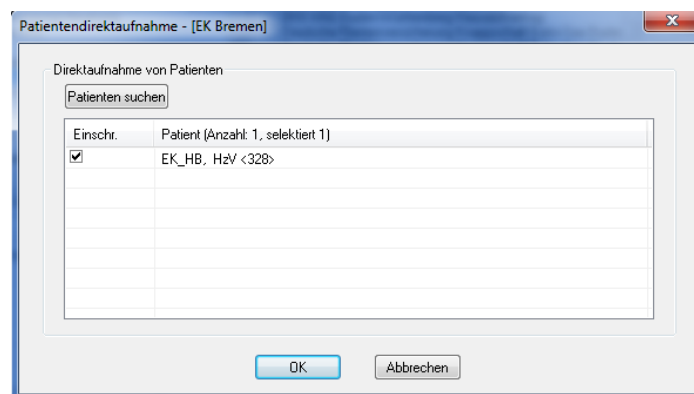 Patientendirektaufnahme - [EK Bremen]
Direktaufnahme von Patienten
Patienten suchen
Einschr. Patient (Anzahl: 1, selektiert 1)
EK_HB, HzV <328>
OK Abbrechen